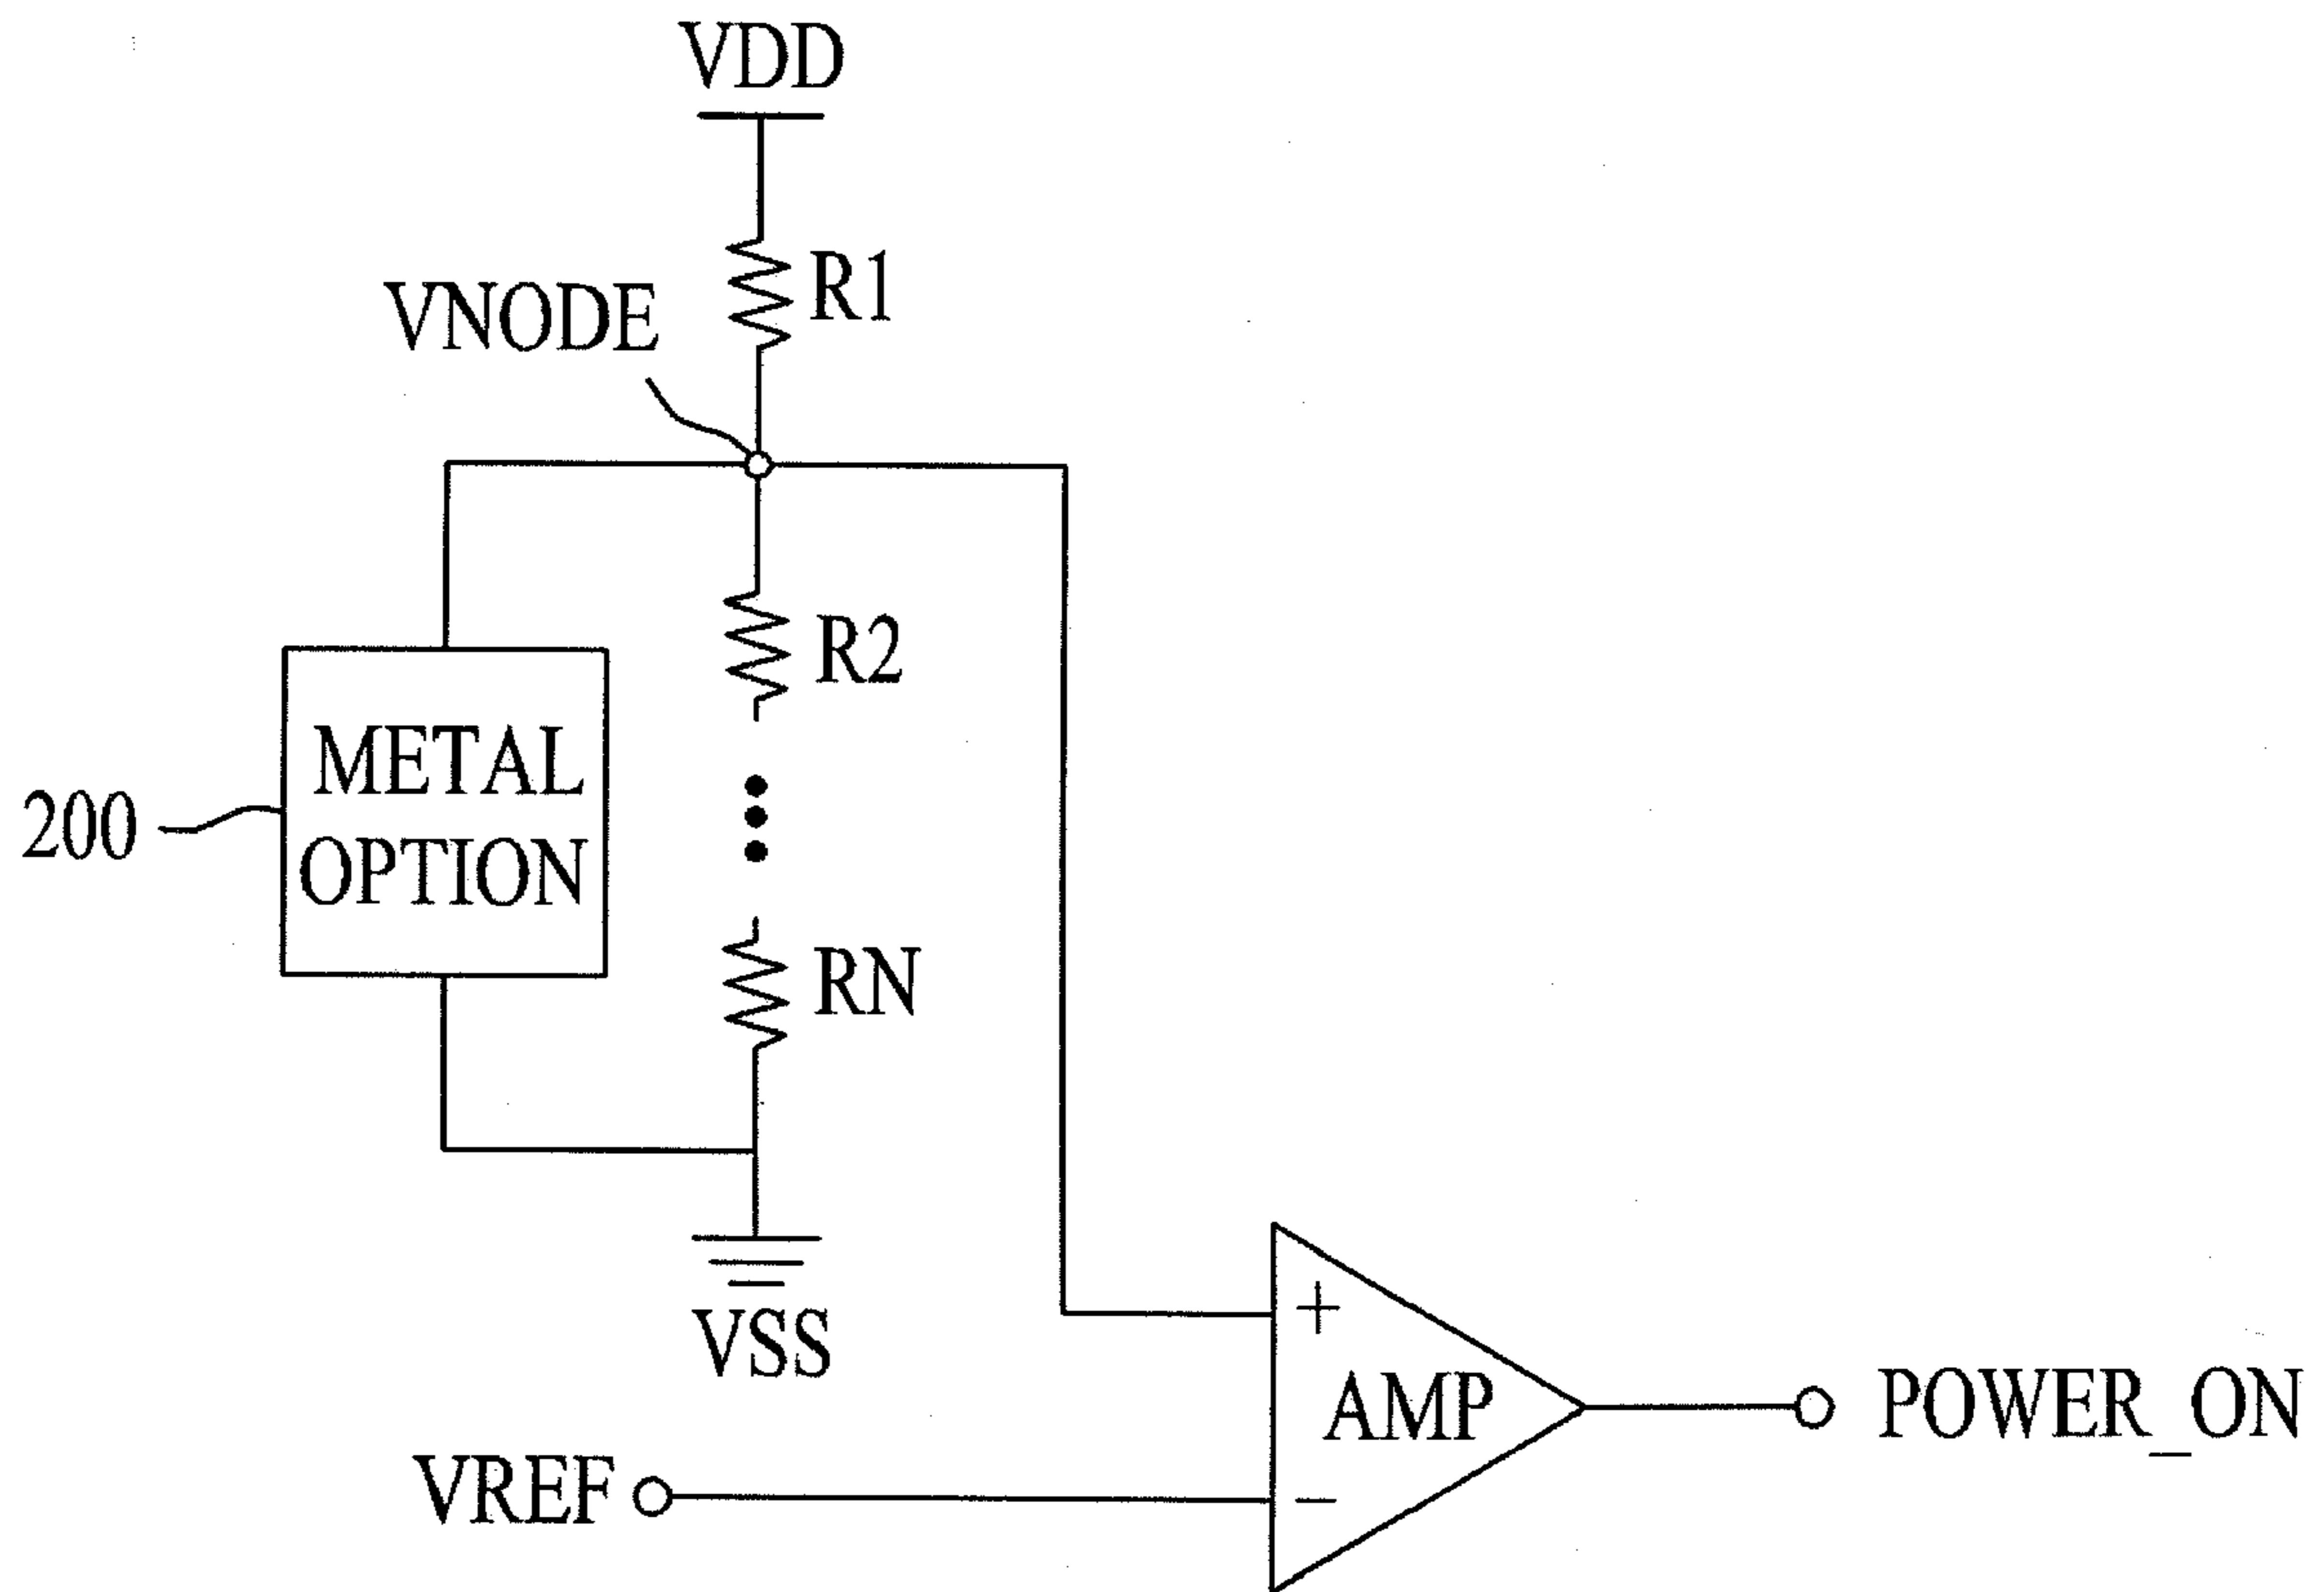 VDD
R1
VNODE
R2
METAL
OPTION
200
RN
VSS
+
AMP
POWER_ON
VREF
−